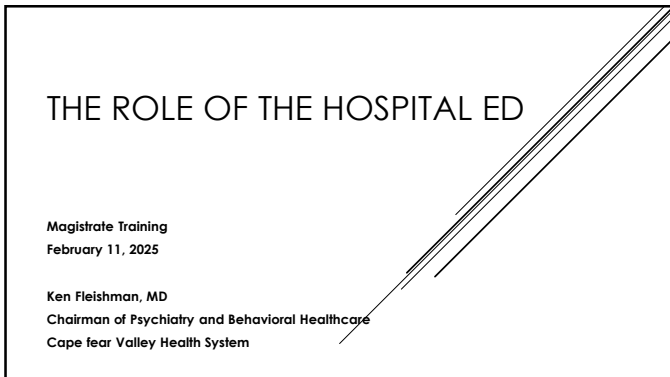 THE ROLE OF THE HOSPITAL ED
Magistrate Training
February 11, 2025
Ken Fleishman, MD
Chairman of Psychiatry and Behavioral Healthcare
Cape fear Valley Health System